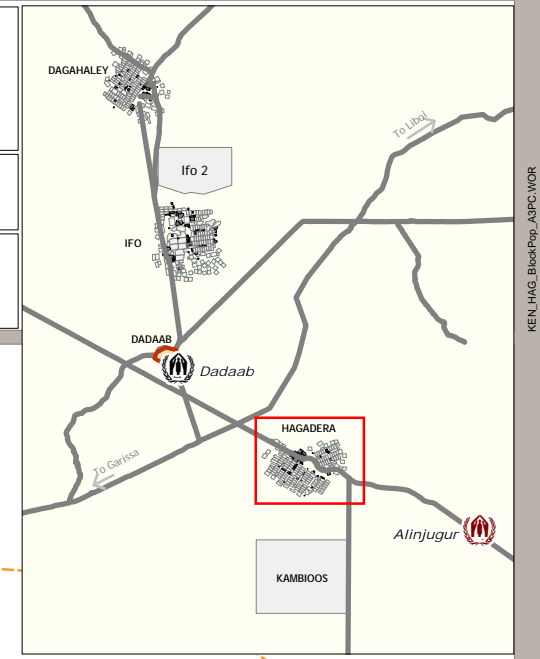 DAGAHALEY
To Liboi
Ifo 2
IFO
DADAAB
Dadaab
HAGADERA
To Garissa
Alinjugur
KAMBIOOS
KEN_HAG_BlockPop_A3PC.WOR